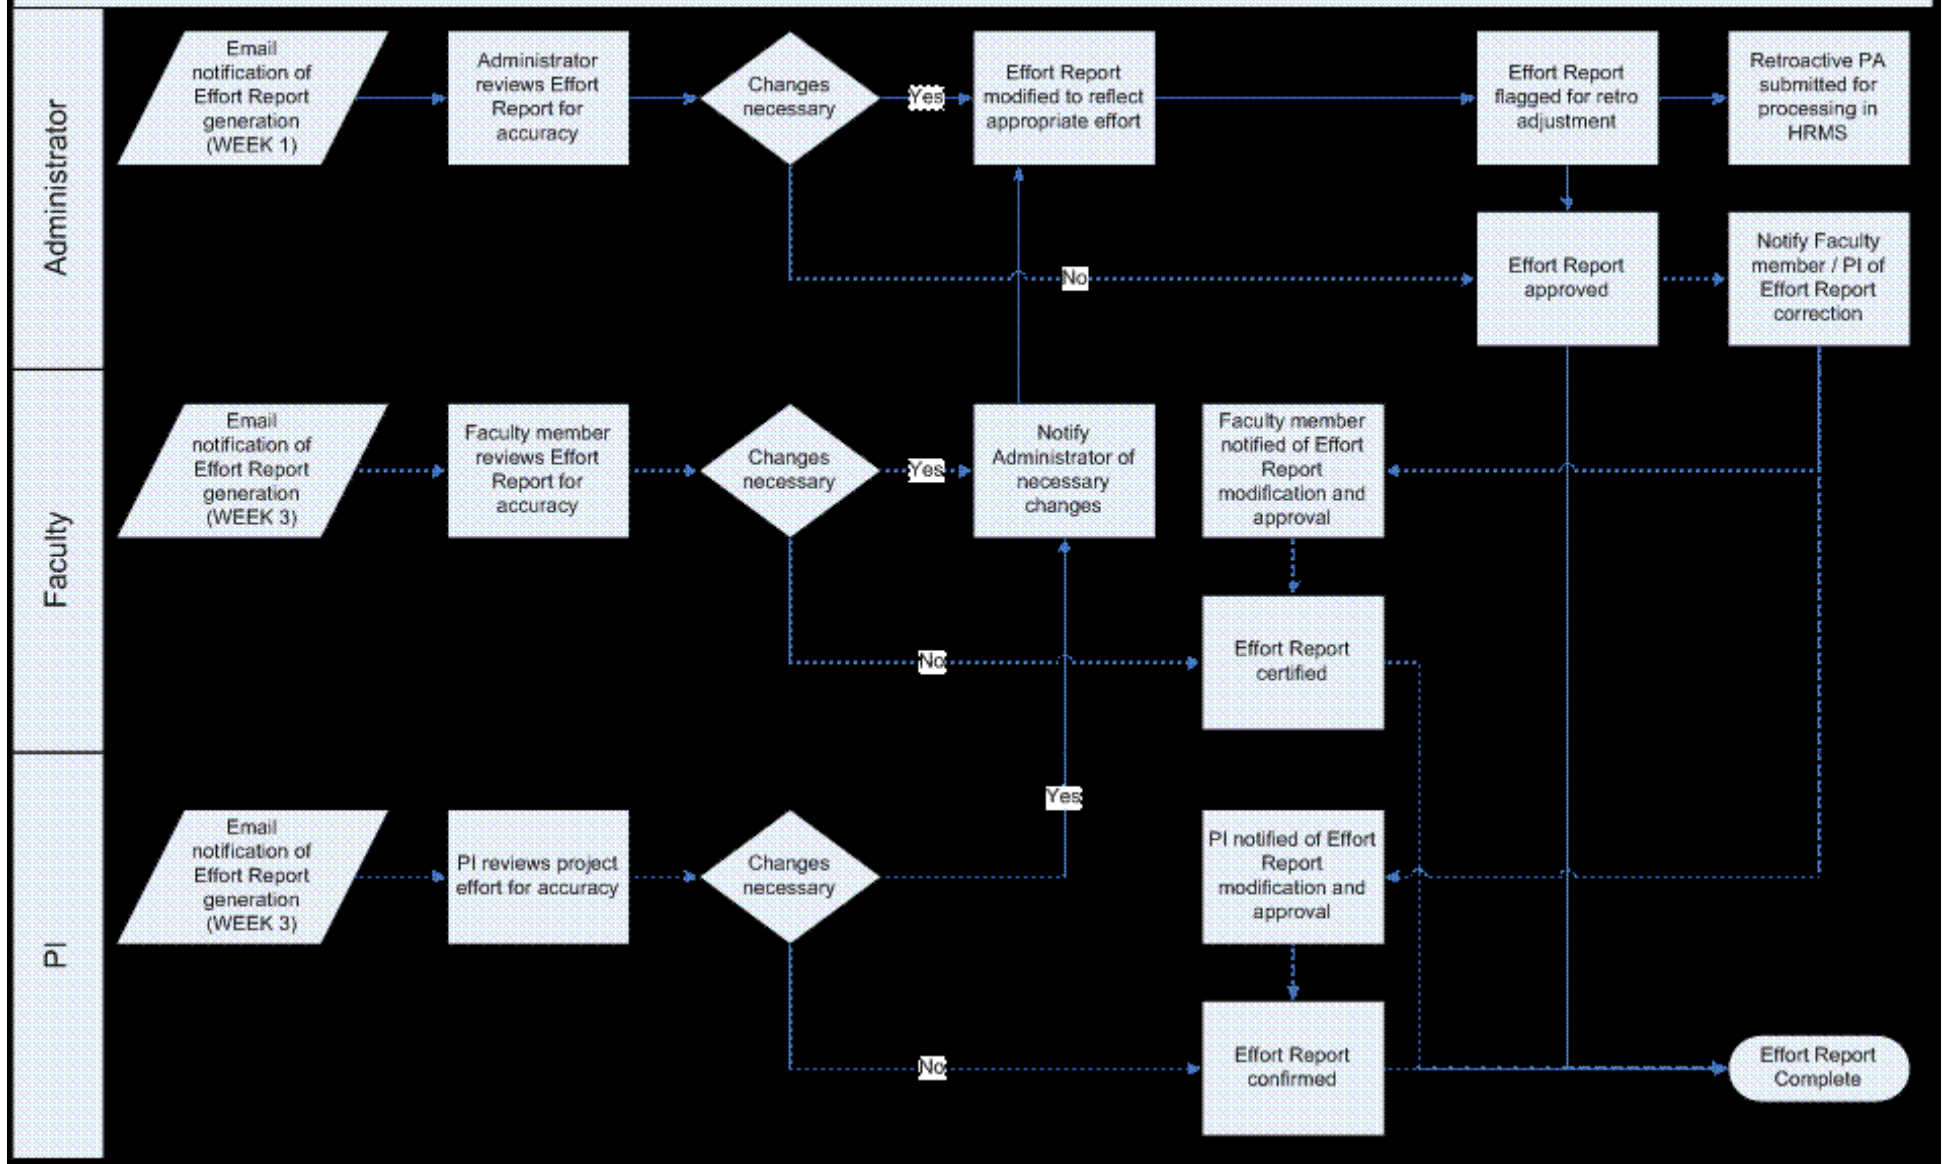 Administrator
Email
notification of
Effort Report
generation
(WEEK 1)
Administrator
reviews Effort
Report for
accuracy
Changes
necessary
Yes
Effort Report
modified to reflect
appropriate effort
Effort Report
flagged for retro
adjustment
Retroactive PA
submitted for
processing in
HRMS
No
Effort Report
approved
Notify Faculty
member / PI of
Effort Report
correction
Faculty
Email
notification of
Effort Report
generation
(WEEK 3)
Faculty member
reviews Effort
Report for
accuracy
Changes
necessary
Yes
Notify
Administrator of
necessary
changes
Faculty member
notified of Effort
Report
modification and
approval
No
Effort Report
certified
PI
Email
notification of
Effort Report
generation
(WEEK 3)
PI reviews project
effort for accuracy
Changes
necessary
Yes
PI notified of Effort
Report
modification and
approval
No
Effort Report
confirmed
Effort Report
Complete